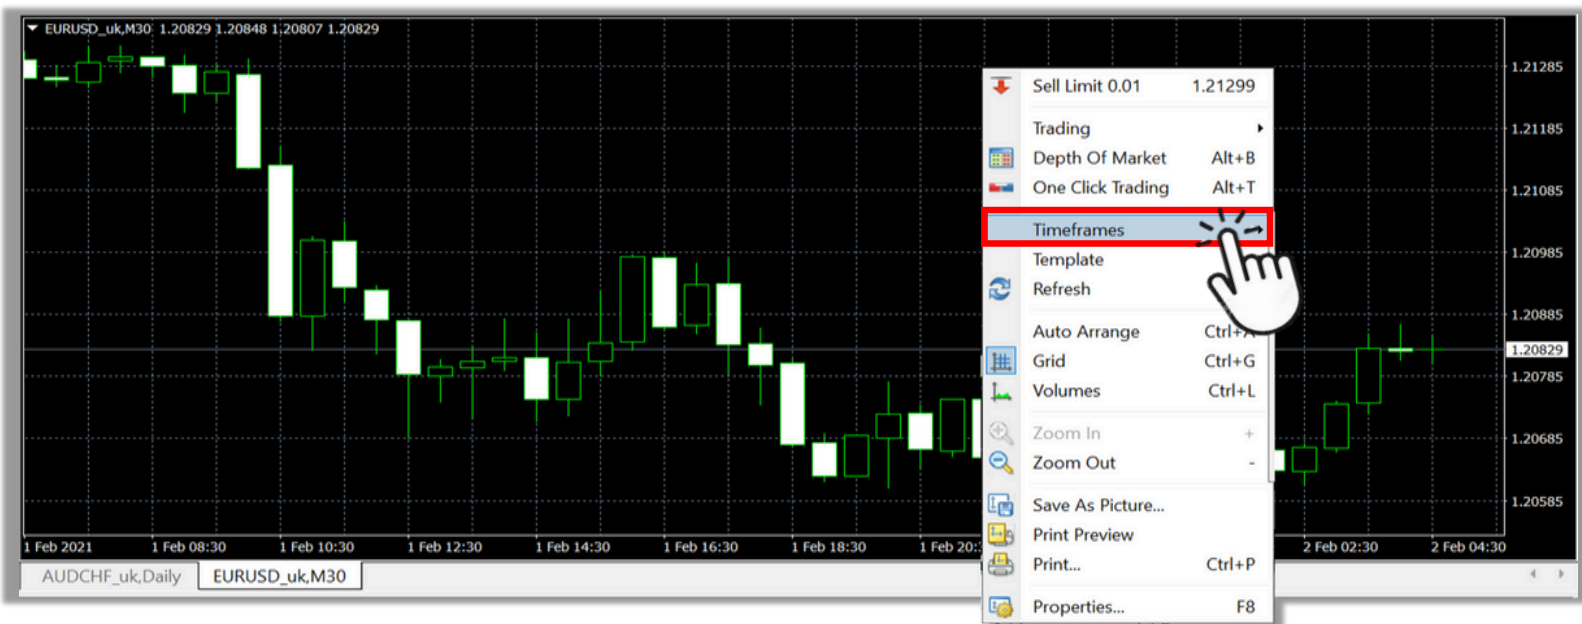 EURUSD_uk,M30 1.20829 1.20848 1.20807 1.20829
1.21285
1.21185
1.21085
1.20985
1.20885
1.20829
1.20785
1.20685
1.20585
Sell Limit 0.01 1.21299
Trading
Depth Of Market Alt+B
One Click Trading Alt+T
Timeframes
Template
Refresh
Auto Arrange Ctrl+A
Grid Ctrl+G
Volumes Ctrl+L
Zoom In +
Zoom Out -
Save As Picture...
Print Preview
Print... Ctrl+P
Properties... F8
1 Feb 2021 1 Feb 08:30 1 Feb 10:30 1 Feb 12:30 1 Feb 14:30 1 Feb 16:30 1 Feb 18:30 1 Feb 20: 2 Feb 02:30 2 Feb 04:30
AUDCHF_uk,Daily EURUSD_uk,M30